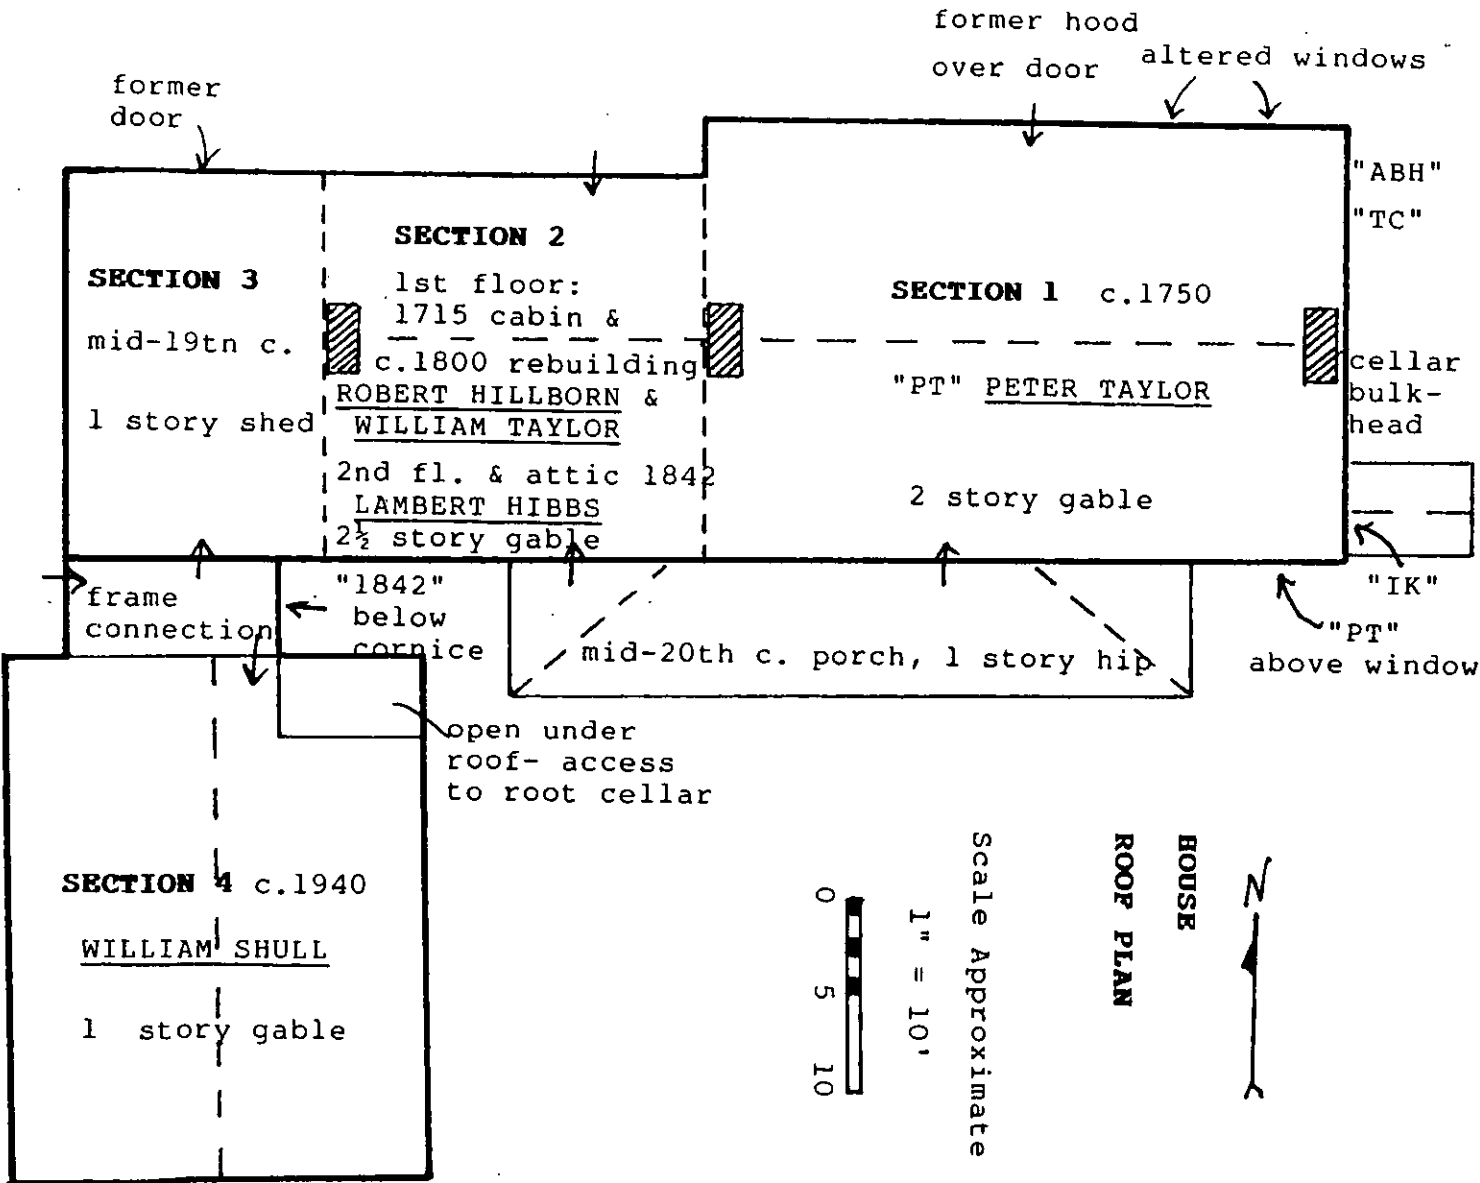 former hood
over door
altered windows
former
door
"ABH"
"TC"
SECTION 2
1st floor:
1715 cabin &
c.1800 rebuilding
ROBERT HILLBORN &
WILLIAM TAYLOR
2nd fl. & attic 1842
LAMBERT HIBBS
2½ story gable
SECTION 3
mid-19tn c.
1 story shed
SECTION 1 c.1750
"PT" PETER TAYLOR
2 story gable
cellar
bulk-
head
"IK"
"PT"
above window
frame
connection
"1842"
below
cornice
mid-20th c. porch, 1 story hip
open under
roof- access
to root cellar
SECTION 4 c.1940
WILLIAM SHULL
1 story gable
HOUSE
ROOF PLAN
Scale Approximate
1" = 10'
0 5 10
N